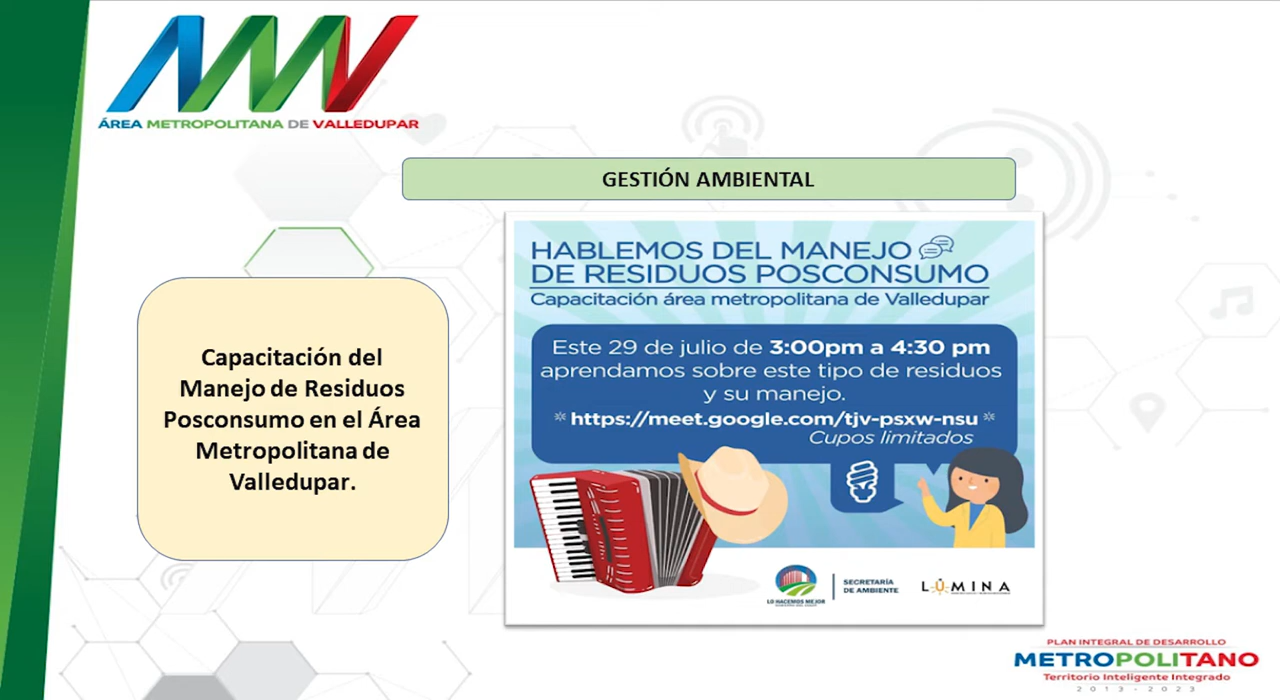 ÁREA METROPOLITANA DE VALLEDUPAR
GESTIÓN AMBIENTAL
Capacitación del
Manejo de Residuos
Posconsumo en el Área
Metropolitana de
Valledupar.
HABLEMOS DEL MANEJO
DE RESIDUOS POSCONSUMO
Capacitación área metropolitana de Valledupar
Este 29 de julio de 3:00pm a 4:30 pm
aprendamos sobre este tipo de residuos
y su manejo.
https://meet.google.com/tjv-psxw-nsu
Cupos limitados
LO HACEMOS MEJOR
SECRETARÍA
DE AMBIENTE
LÚMINA
PLAN INTEGRAL DE DESARROLLO
METROPOLITANO
Territorio Inteligente Integrado
2013-2023